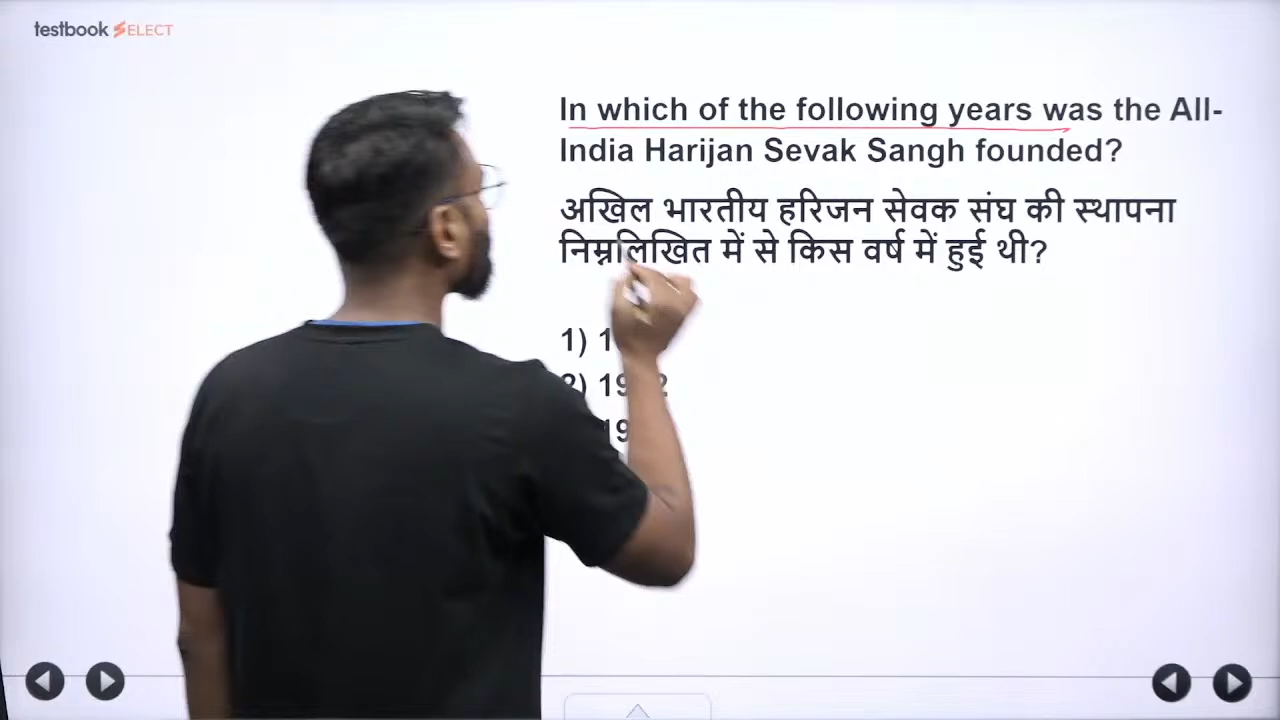 testbook SELECT
In which of the following years was the All-
India Harijan Sevak Sangh founded?
अखिल भारतीय हरिजन सेवक संघ की स्थापना
निम्नलिखित में से किस वर्ष में हुई थी?
1)
2)